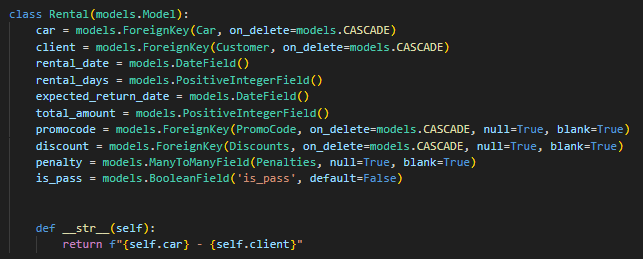 class Rental(models.Model):
    car = models.ForeignKey(Car, on_delete=models.CASCADE)
    client = models.ForeignKey(Customer, on_delete=models.CASCADE)
    rental_date = models.DateField()
    rental_days = models.PositiveIntegerField()
    expected_return_date = models.DateField()
    total_amount = models.PositiveIntegerField()
    promocode = models.ForeignKey(PromoCode, on_delete=models.CASCADE, null=True, blank=True)
    discount = models.ForeignKey(Discounts, on_delete=models.CASCADE, null=True, blank=True)
    penalty = models.ManyToManyField(Penalties, null=True, blank=True)
    is_pass = models.BooleanField('is_pass', default=False)
    def __str__(self):
        return f"{self.car} - {self.client}"